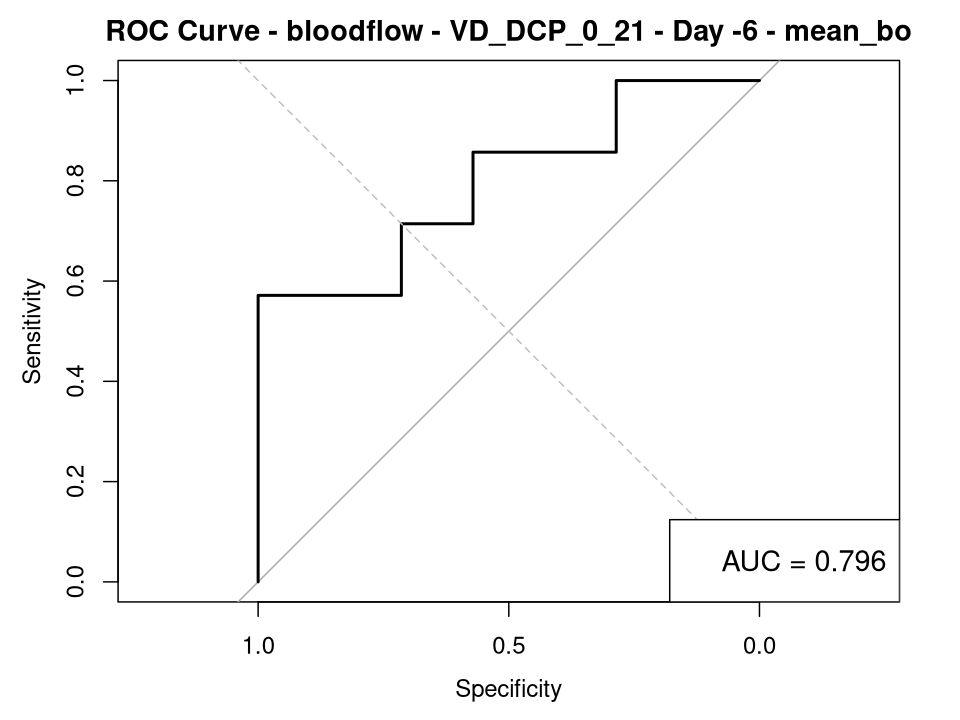 ROC Curve - bloodflow - VD_DCP_0_21 - Day -6 - mean_bo
1.0
0.8
0.6
0.4
0.2
0.0
Sensitivity
AUC = 0.796
1.0 0.5 0.0
Specificity